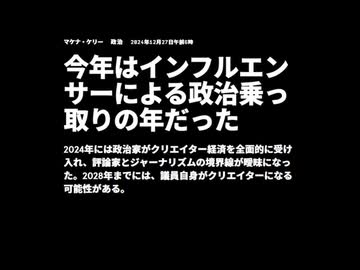 マケナ・ケリー 政治 2024年12月27日午前6時
今年はインフルエン
サーによる政治乗っ
取りの年だった
2024年には政治家がクリエイター経済を全面的に受け
入れ、評論家とジャーナリズムの境界線が曖昧になっ
た。2028年までには、議員自身がクリエイターになる
可能性がある。